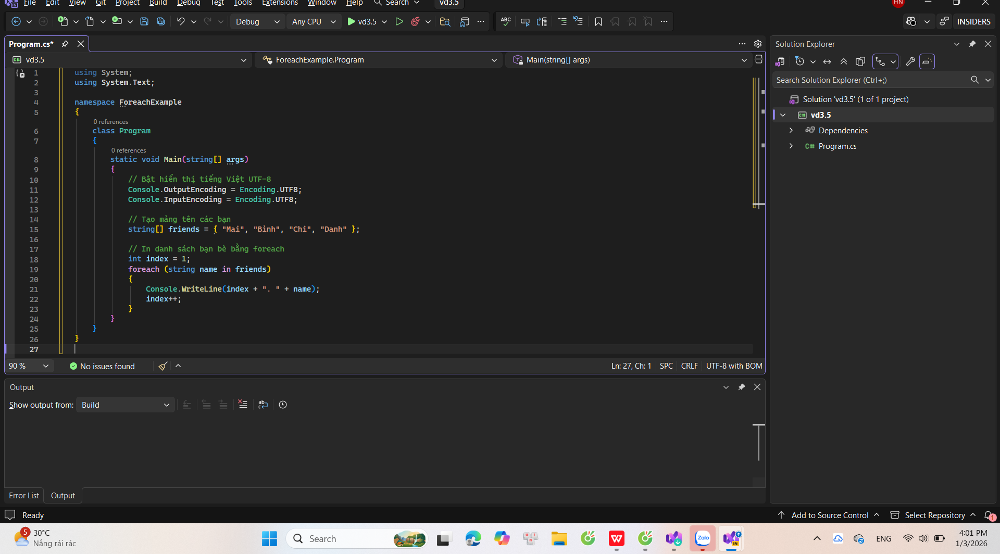 File Edit View Git Project Build Debug Test Tools Extensions Window Help Search vd3.5 HN
Debug Any CPU vd3.5 INSIDERS
Program.cs*
vd3.5 ForeachExample.Program Main(string[] args)
1 using System;
2 using System.Text;
3
4 namespace ForeachExample
5 {
0 references
6 class Program
7 {
0 references
8 static void Main(string[] args)
9 {
10 // Bật hiển thị tiếng Việt UTF-8
11 Console.OutputEncoding = Encoding.UTF8;
12 Console.InputEncoding = Encoding.UTF8;
13
14 // Tạo mảng tên các bạn
15 string[] friends = { "Mai", "Bình", "Chi", "Danh" };
16
17 // In danh sách bạn bè bằng foreach
18 int index = 1;
19 foreach (string name in friends)
20 {
21 Console.WriteLine(index + ". " + name);
22 index++;
23 }
24 }
25 }
26 }
27
90 % No issues found Ln: 27, Ch: 1 SPC CRLF UTF-8 with BOM
Output
Show output from: Build
Error List Output
Solution Explorer
Search Solution Explorer (Ctrl+;)
Solution 'vd3.5' (1 of 1 project)
vd3.5
Dependencies
C# Program.cs
Ready Add to Source Control Select Repository 1
5 30°C
Nắng rải rác
Search
Zalo
IN
ENG
4:01 PM
1/3/2026